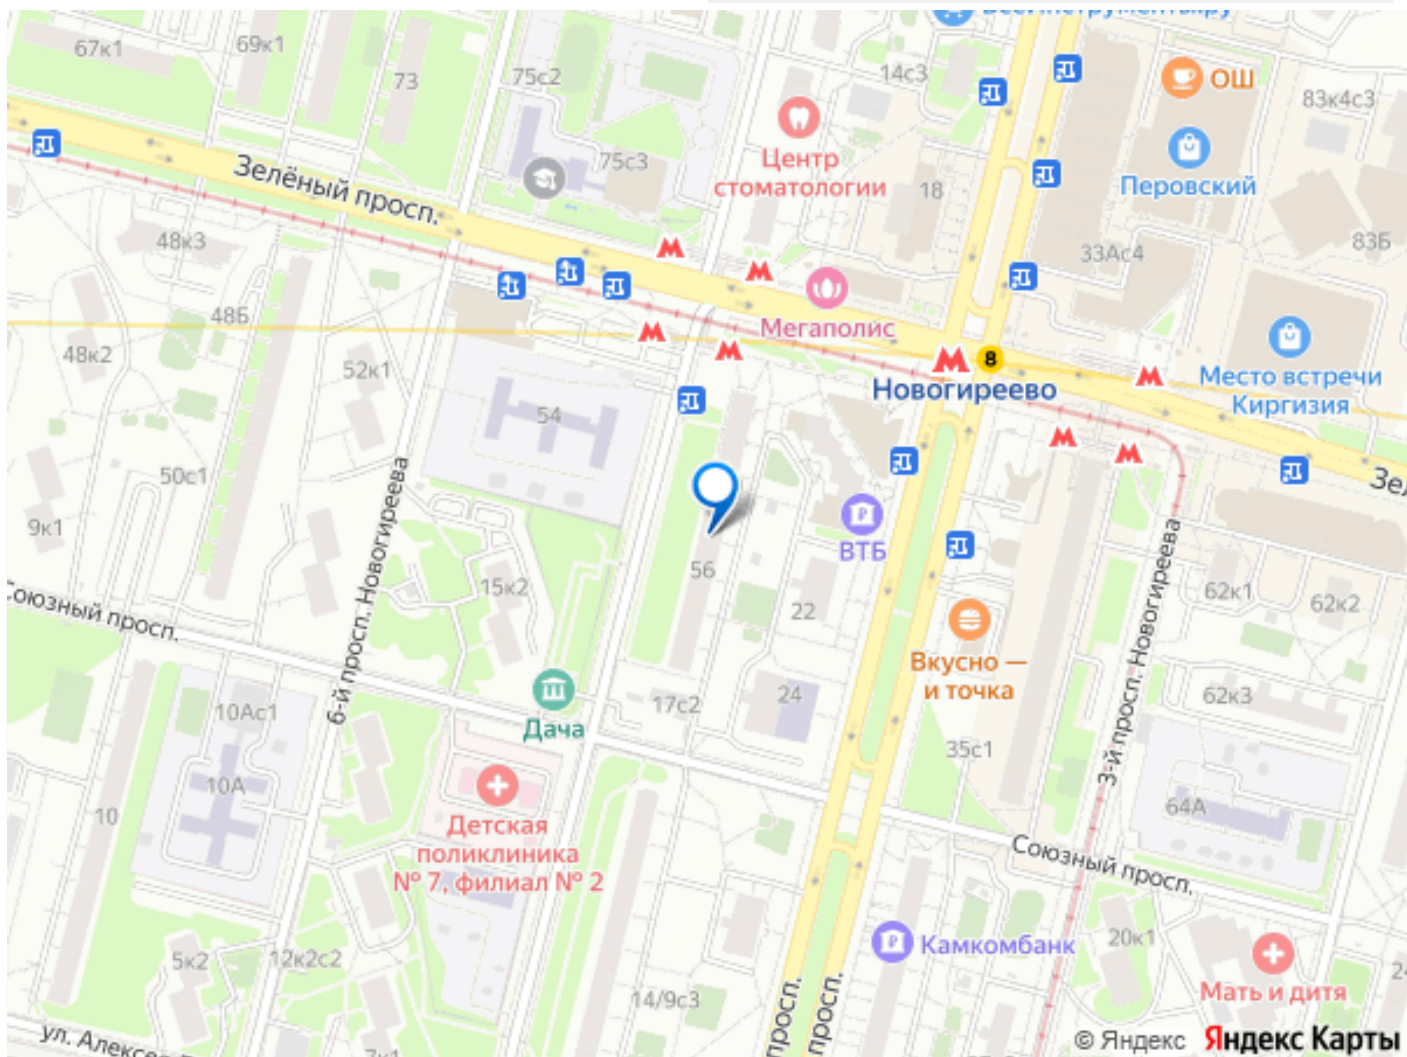 ВсеИнструменты.ру
67к1
69к1
73
75с2
14с3
ОШ
83к4с3
Центр
стоматологии
75с3
18
Перовский
Зелёный просп.
48к3
33Ас4
83Б
48Б
Мегаполис
48к2
52к1
8
Новогиреево
Место встречи
Киргизия
54
50с1
9к1
6-й просп. Новогиреева
ВТБ
56
3-й просп. Новогиреева
15к2
22
62к1
62к2
Союзный просп.
Вкусно —
и точка
17с2
24
62к3
10Ас1
Дача
35с1
10А
10
64А
Детская
поликлиника
№ 7, филиал № 2
Союзный просп.
20к1
Камкомбанк
5к2
12к2с2
14/9с3
Мать и дитя
просп.
просп.
ул. Алексе
7к1
© Яндекс Яндекс Карты